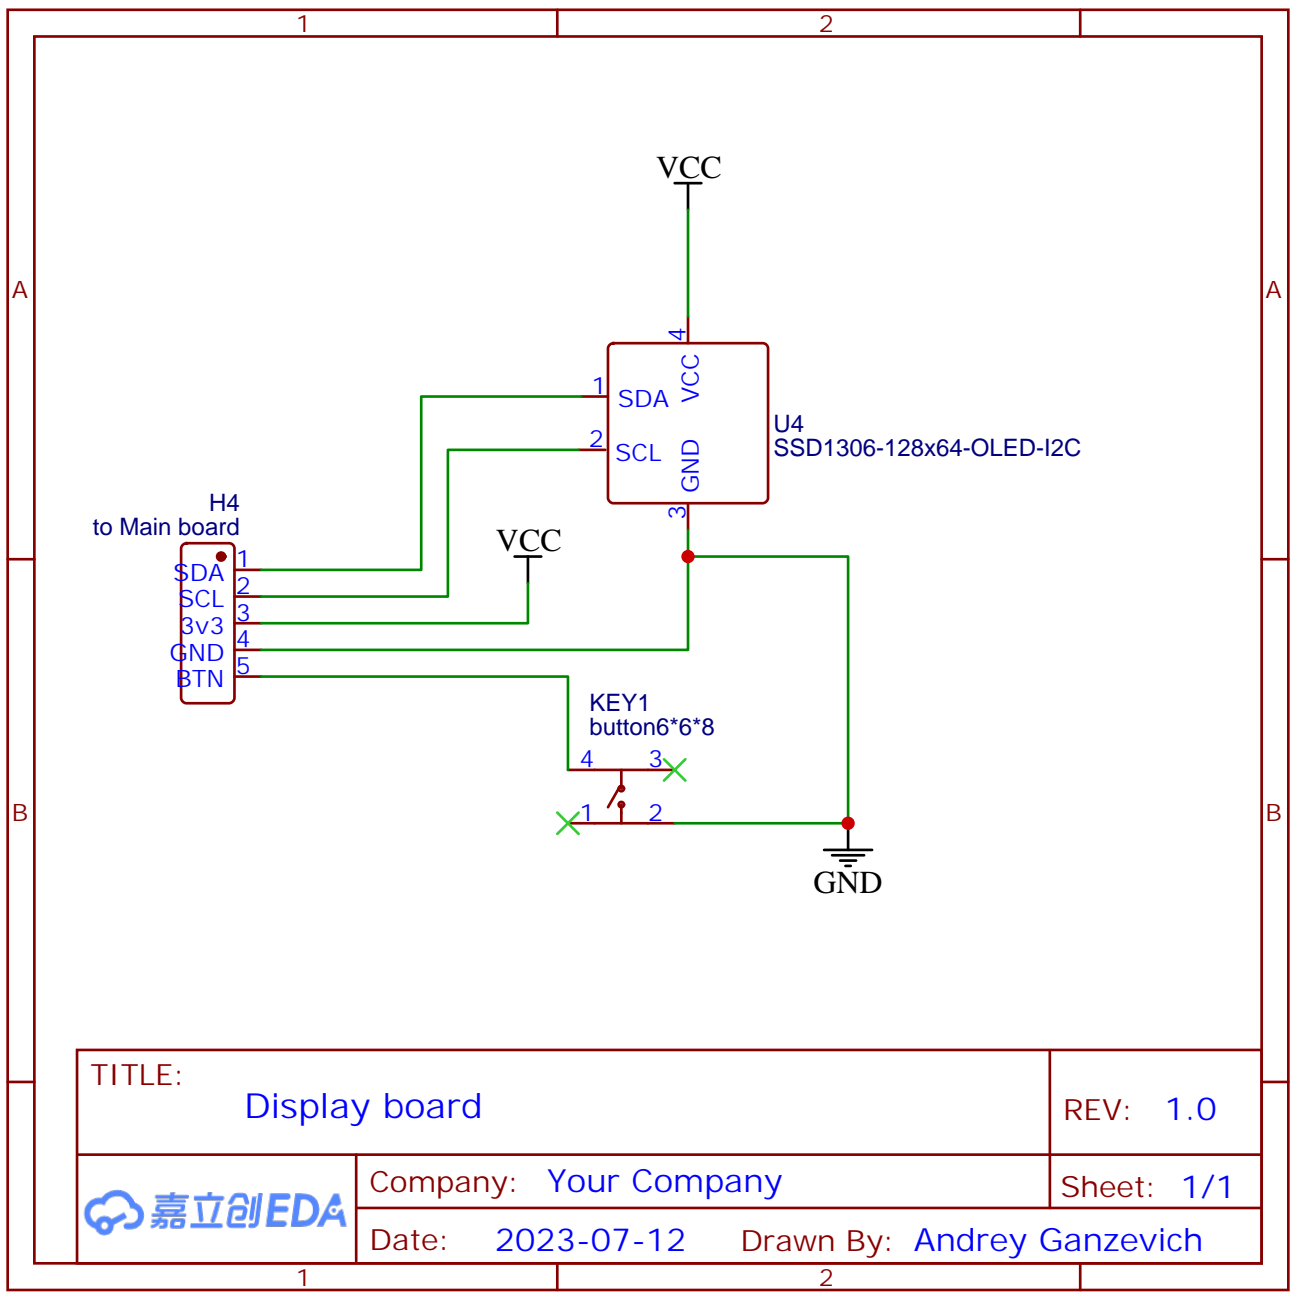 1
2
A
A
VCC
4
VCC
1
SDA
2
SCL
GND
3
U4
SSD1306-128x64-OLED-I2C
H4
to Main board
VCC
SDA 1
SCL 2
3v3 3
GND 4
BTN 5
KEY1
button6*6*8
4 3
1 2
B
B
GND
TITLE:
Display board
REV: 1.0
嘉立创EDA
Company: Your Company
Sheet: 1/1
Date: 2023-07-12
Drawn By: Andrey Ganzevich
1
2